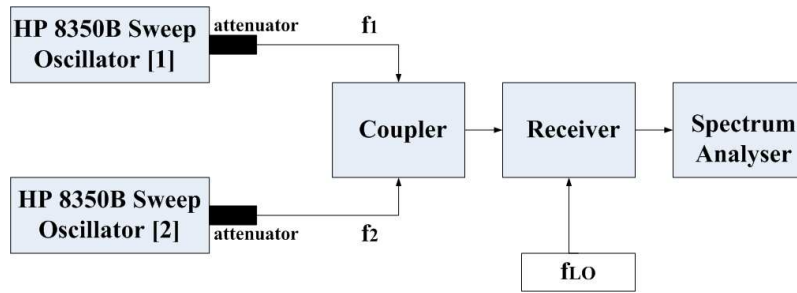 HP 8350B Sweep
Oscillator [1]
attenuator
f1
Coupler
Receiver
Spectrum
Analyser
HP 8350B Sweep
Oscillator [2]
attenuator
f2
fLO